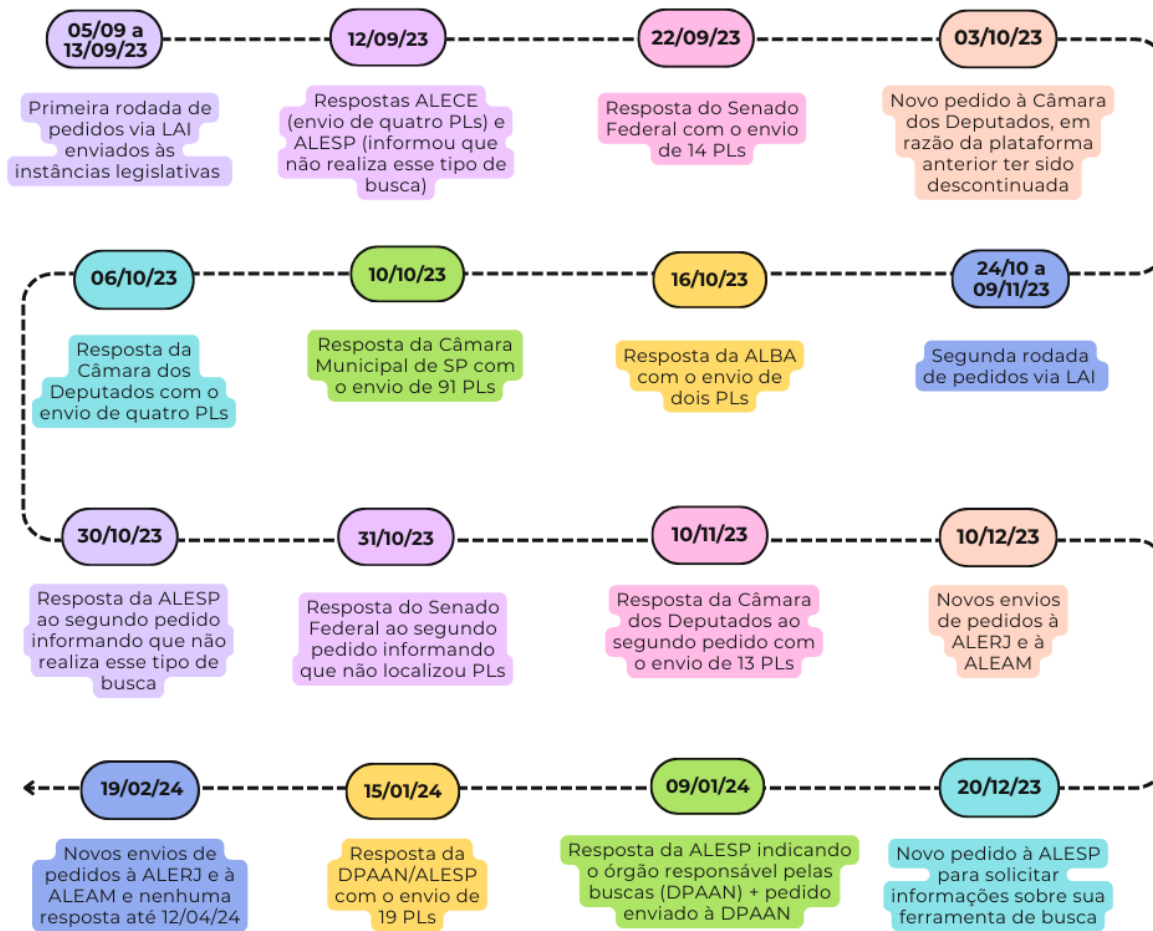 05/09 a
13/09/23
Primeira rodada de
pedidos via LAI
enviados às
instâncias legislativas
12/09/23
Respostas ALECE
(envio de quatro PLs) e
ALESP (informou que
não realiza esse tipo de
busca)
22/09/23
Resposta do Senado
Federal com o envio
de 14 PLs
03/10/23
Novo pedido à Câmara
dos Deputados, em
razão da plataforma
anterior ter sido
descontinuada
06/10/23
Resposta da
Câmara dos
Deputados com o
envio de quatro PLs
10/10/23
Resposta da Câmara
Municipal de SP com
o envio de 91 PLs
16/10/23
Resposta da ALBA
com o envio de
dois PLs
24/10 a
09/11/23
Segunda rodada
de pedidos via LAI
30/10/23
Resposta da ALESP
ao segundo pedido
informando que não
realiza esse tipo de
busca
31/10/23
Resposta do Senado
Federal ao segundo
pedido informando
que não localizou PLs
10/11/23
Resposta da Câmara
dos Deputados ao
segundo pedido com
o envio de 13 PLs
10/12/23
Novos envios
de pedidos à
ALERJ e à
ALEAM
19/02/24
Novos envios de
pedidos à ALERJ e à
ALEAM e nenhuma
resposta até 12/04/24
15/01/24
Resposta da
DPAAN/ALESP
com o envio de
19 PLs
09/01/24
Resposta da ALESP indicando
o órgão responsável pelas
buscas (DPAAN) + pedido
enviado à DPAAN
20/12/23
Novo pedido à ALESP
para solicitar
informações sobre sua
ferramenta de busca